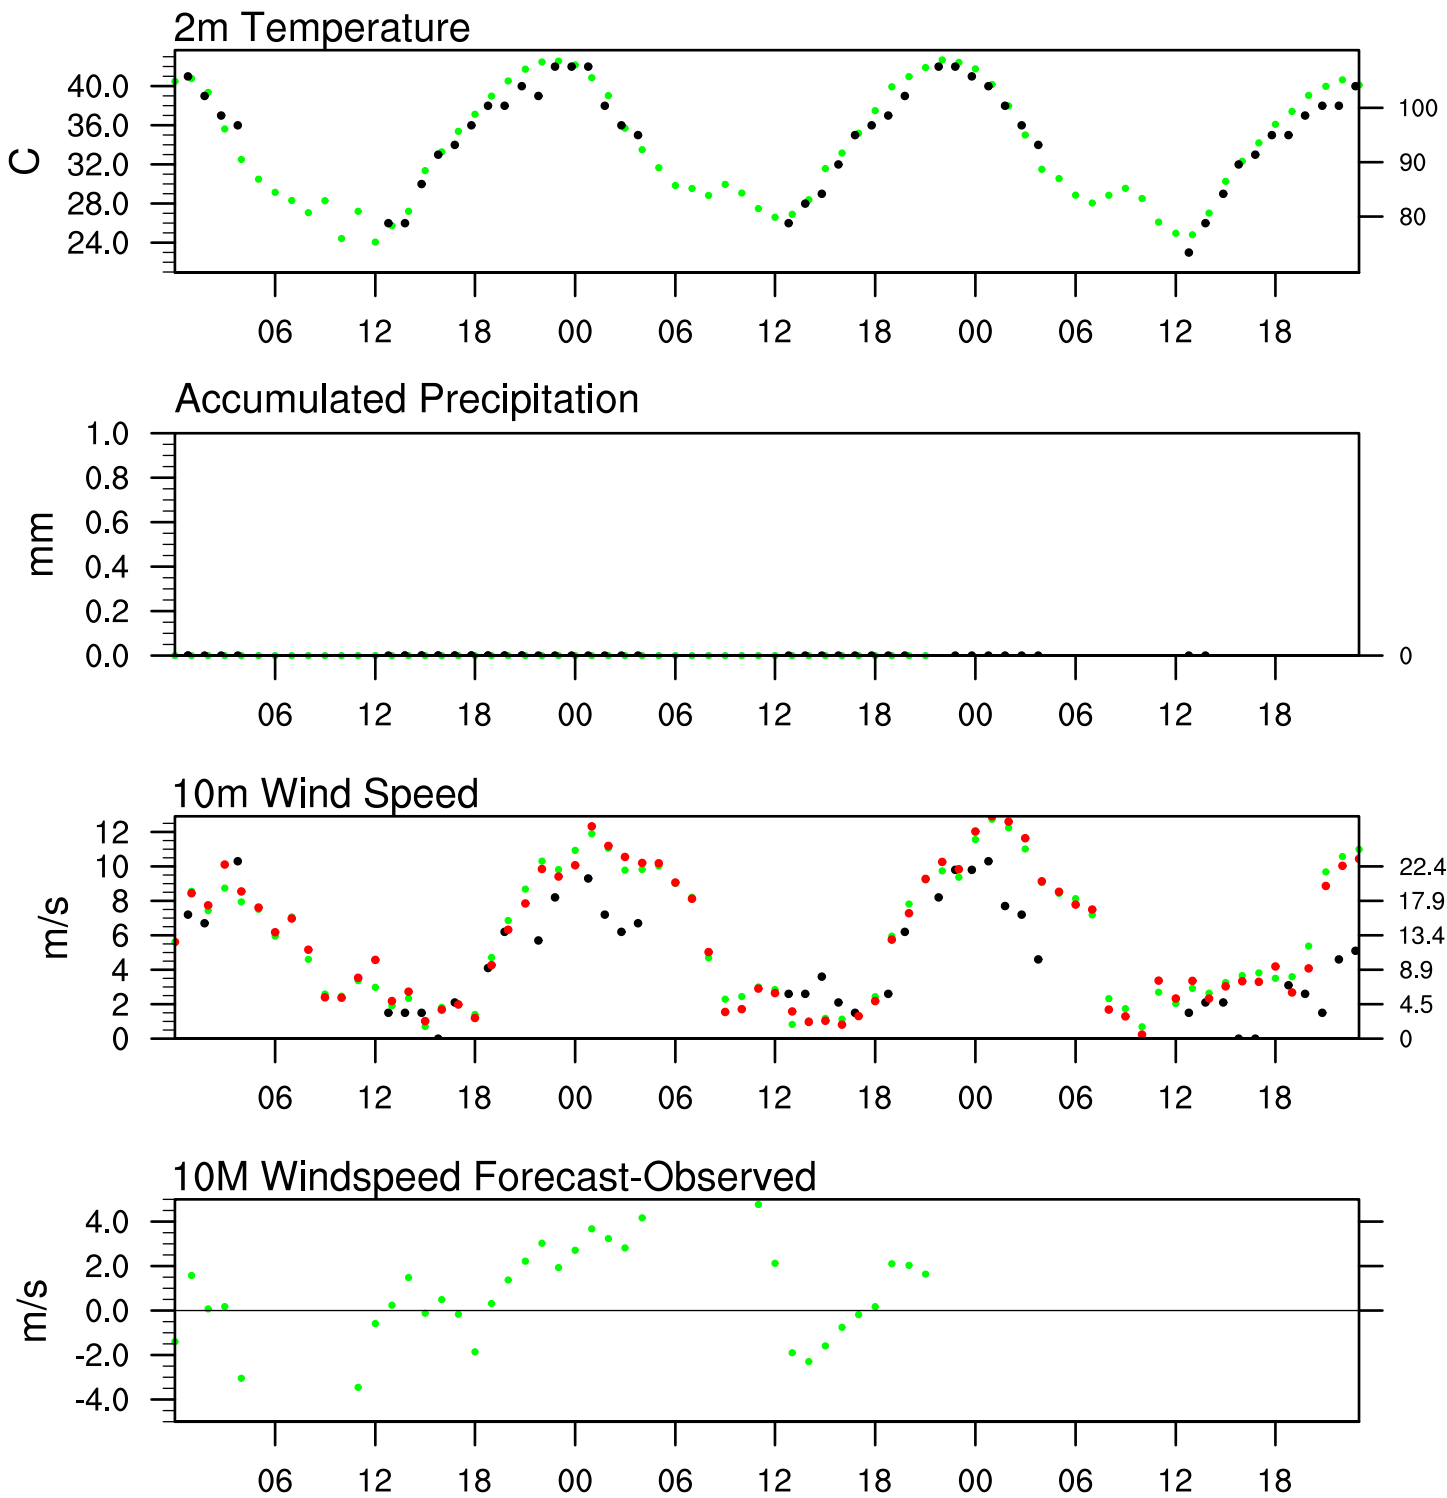 2m Temperature
40.0
36.0
32.0
28.0
24.0
C
100
90
80
06 12 18 00 06 12 18 00 06 12 18
Accumulated Precipitation
1.0
0.8
0.6
0.4
0.2
0.0
mm
0
06 12 18 00 06 12 18 00 06 12 18
10m Wind Speed
12
10
8
6
4
2
0
m/s
22.4
17.9
13.4
8.9
4.5
0
06 12 18 00 06 12 18 00 06 12 18
10M Windspeed Forecast-Observed
4.0
2.0
0.0
-2.0
-4.0
m/s
06 12 18 00 06 12 18 00 06 12 18